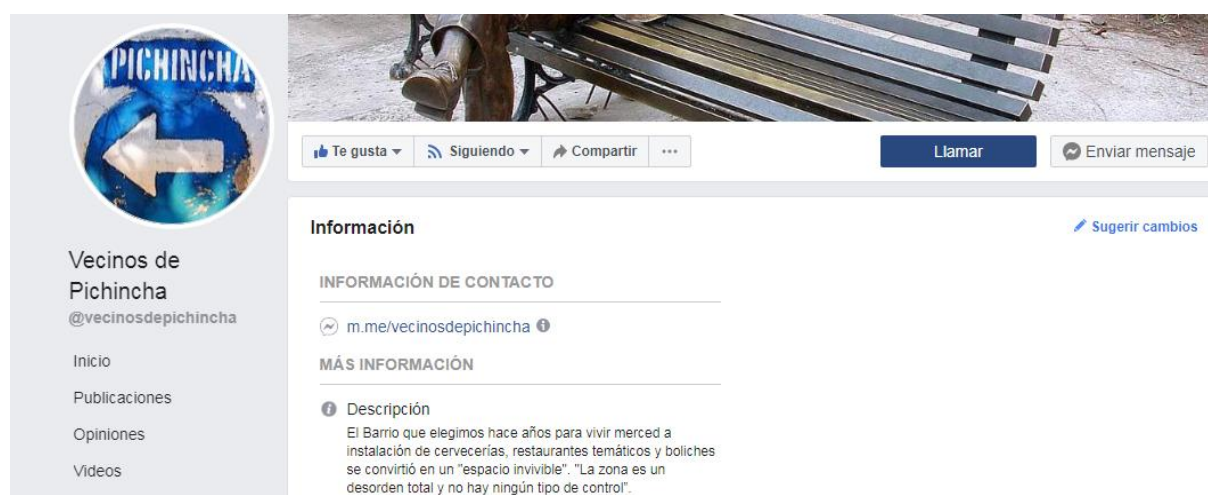 PICHINCHA
Te gusta Siguiendo Compartir ...
Llamar
Enviar mensaje
Información
Sugerir cambios
Vecinos de
Pichincha
@vecinosdepichincha
Inicio
Publicaciones
Opiniones
Videos
INFORMACIÓN DE CONTACTO
m.me/vecinosdepichincha
MÁS INFORMACIÓN
Descripción
El Barrio que elegimos hace años para vivir merced a
instalación de cervecerías, restaurantes temáticos y boliches
se convirtió en un "espacio invivible". "La zona es un
desorden total y no hay ningún tipo de control".